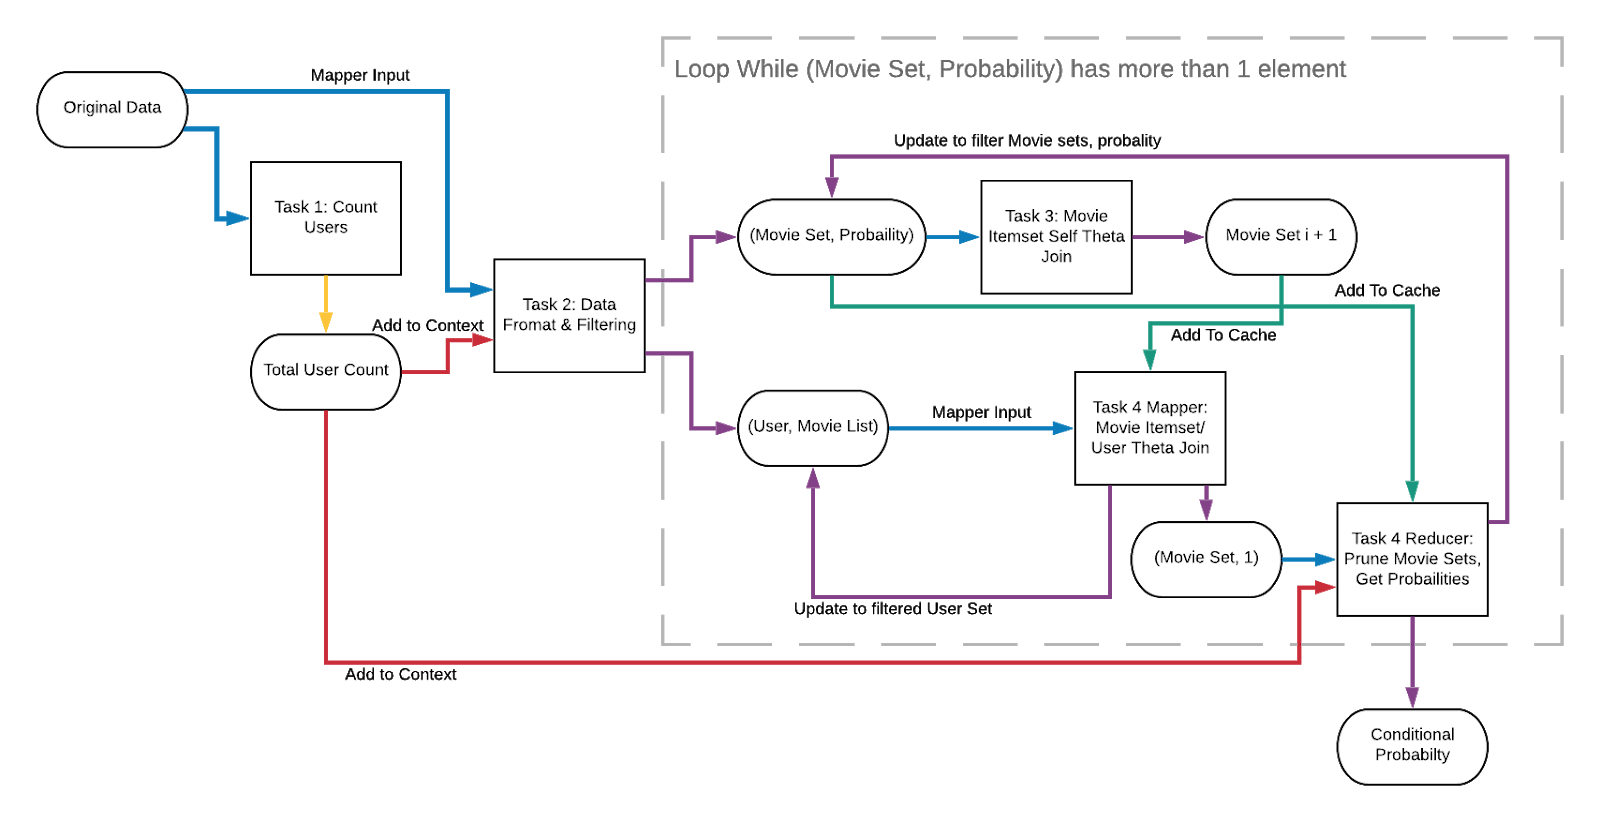 Loop While (Movie Set, Probability) has more than 1 element
Mapper Input
Original Data
Update to filter Movie sets, probality
Task 1: Count
Users
(Movie Set, Probaility)
Task 3: Movie
Itemset Self Theta
Join
Movie Set i + 1
Add To Cache
Task 2: Data
Fromat & Filtering
Add to Context
Add To Cache
Total User Count
(User, Movie List)
Mapper Input
Task 4 Mapper:
Movie Itemset/
User Theta Join
(Movie Set, 1)
Task 4 Reducer:
Prune Movie Sets,
Get Probailities
Update to filtered User Set
Add to Context
Conditional
Probabilty